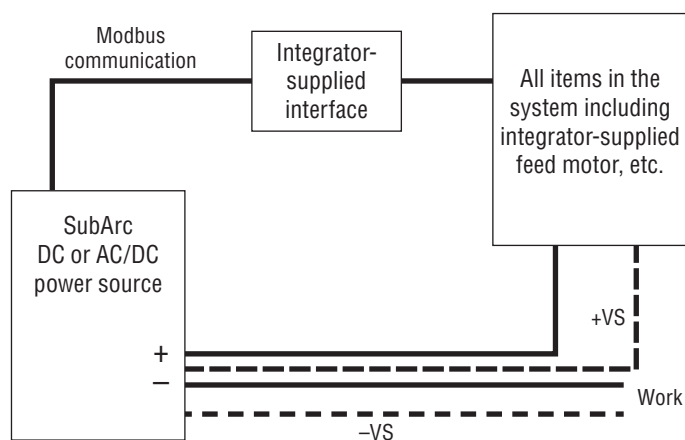 Modbus
communication
Integrator-
supplied
interface
All items in the
system including
integrator-supplied
feed motor, etc.
SubArc
DC or AC/DC
power source
+
–
+VS
Work
–VS